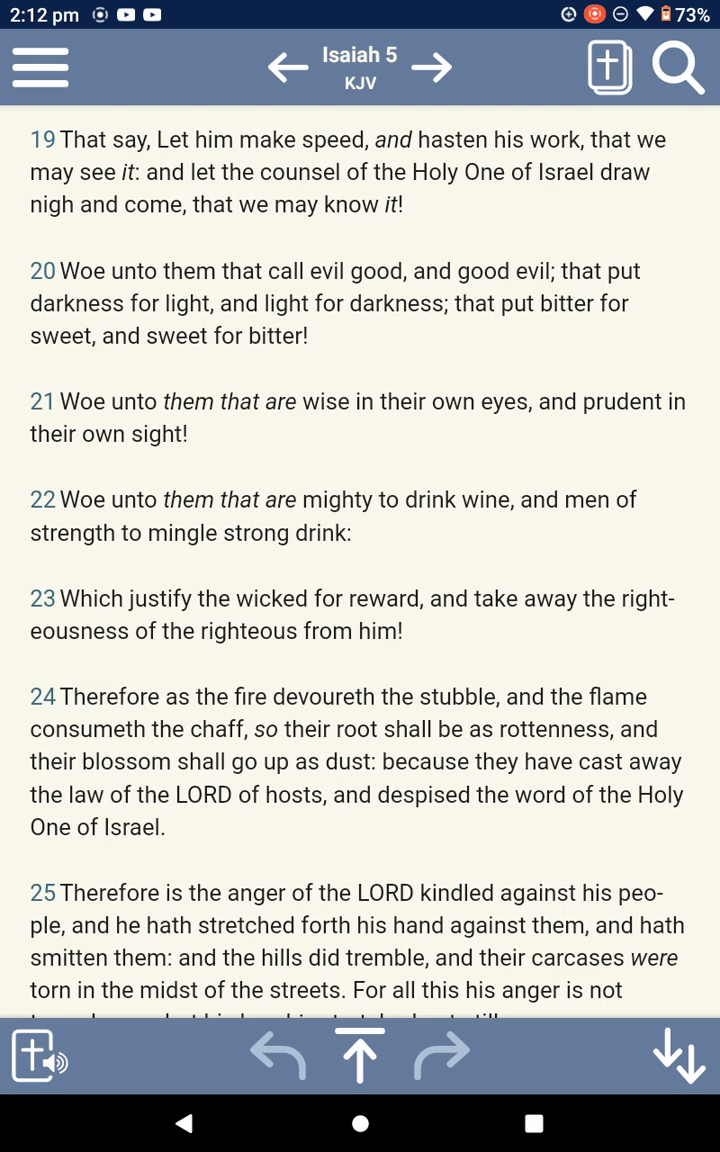 2:12 pm
73%
Isaiah 5
KJV
19 That say, Let him make speed, and hasten his work, that we
may see it: and let the counsel of the Holy One of Israel draw
nigh and come, that we may know it!
20 Woe unto them that call evil good, and good evil; that put
darkness for light, and light for darkness; that put bitter for
sweet, and sweet for bitter!
21 Woe unto them that are wise in their own eyes, and prudent in
their own sight!
22 Woe unto them that are mighty to drink wine, and men of
strength to mingle strong drink:
23 Which justify the wicked for reward, and take away the right-
eousness of the righteous from him!
24 Therefore as the fire devoureth the stubble, and the flame
consumeth the chaff, so their root shall be as rottenness, and
their blossom shall go up as dust: because they have cast away
the law of the LORD of hosts, and despised the word of the Holy
One of Israel.
25 Therefore is the anger of the LORD kindled against his peo-
ple, and he hath stretched forth his hand against them, and hath
smitten them: and the hills did tremble, and their carcases were
torn in the midst of the streets. For all this his anger is not